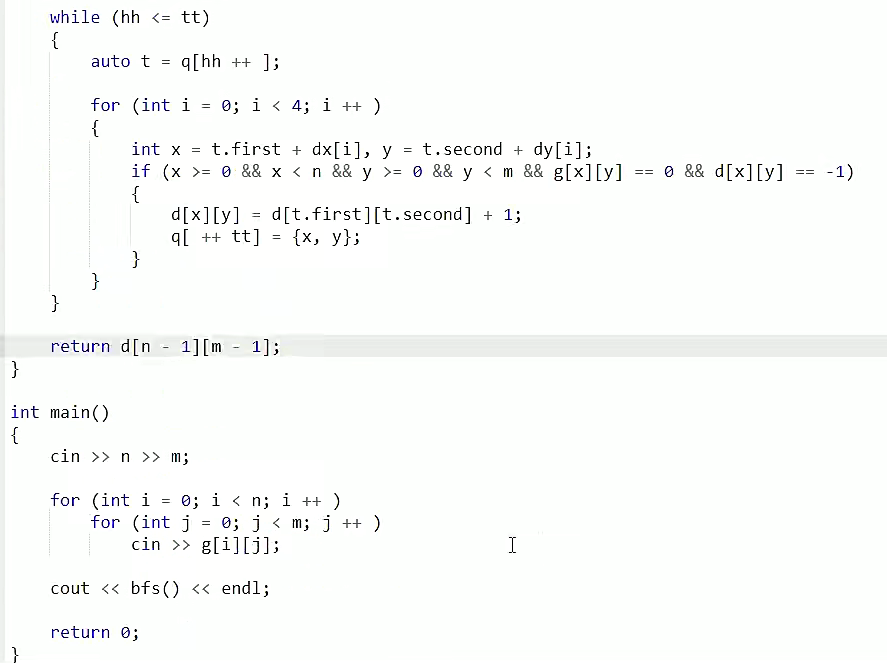 while (hh <= tt)
{
auto t = q[hh ++ ];
for (int i = 0; i < 4; i ++ )
{
int x = t.first + dx[i], y = t.second + dy[i];
if (x >= 0 && x < n && y >= 0 && y < m && g[x][y] == 0 && d[x][y] == -1)
{
d[x][y] = d[t.first][t.second] + 1;
q[ ++ tt] = {x, y};
}
}
}
return d[n - 1][m - 1];
}
int main()
{
cin >> n >> m;
for (int i = 0; i < n; i ++ )
for (int j = 0; j < m; j ++ )
cin >> g[i][j];
cout << bfs() << endl;
return 0;
}